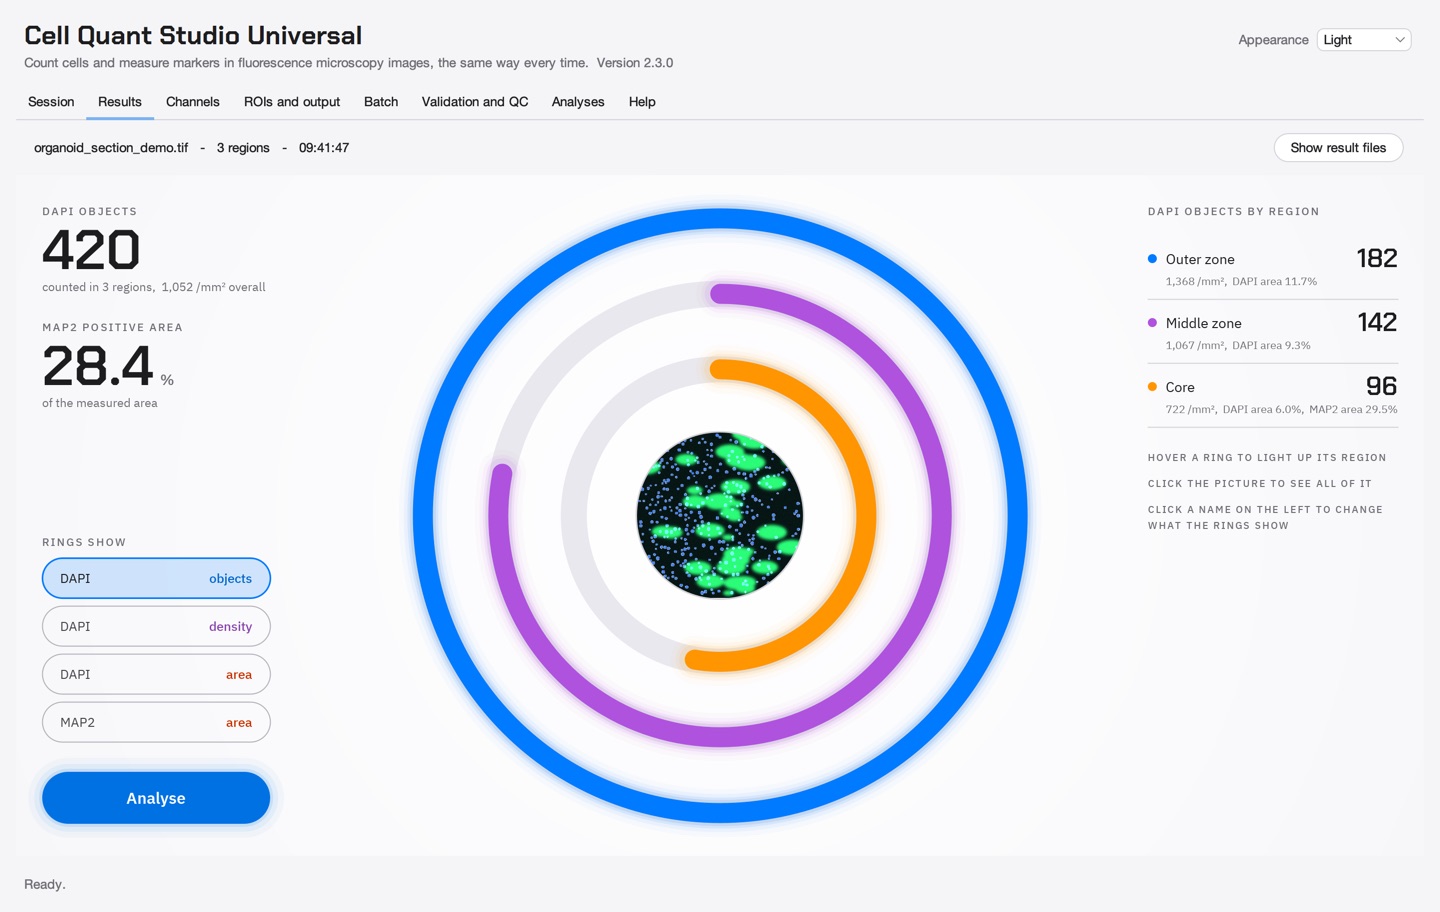 Cell Quant Studio Universal
Count cells and measure markers in fluorescence microscopy images, the same way every time. Version 2.3.0
Appearance Light
Session Results Channels ROIs and output Batch Validation and QC Analyses Help
organoid_section_demo.tif - 3 regions - 09:41:47
Show result files
DAPI OBJECTS
420
counted in 3 regions, 1,052 /mm² overall
MAP2 POSITIVE AREA
28.4 %
of the measured area
RINGS SHOW
DAPI objects
DAPI density
DAPI area
MAP2 area
Analyse
DAPI OBJECTS BY REGION
Outer zone 182
1,368 /mm², DAPI area 11.7%
Middle zone 142
1,067 /mm², DAPI area 9.3%
Core 96
722 /mm², DAPI area 6.0%, MAP2 area 29.5%
HOVER A RING TO LIGHT UP ITS REGION
CLICK THE PICTURE TO SEE ALL OF IT
CLICK A NAME ON THE LEFT TO CHANGE
WHAT THE RINGS SHOW
Ready.